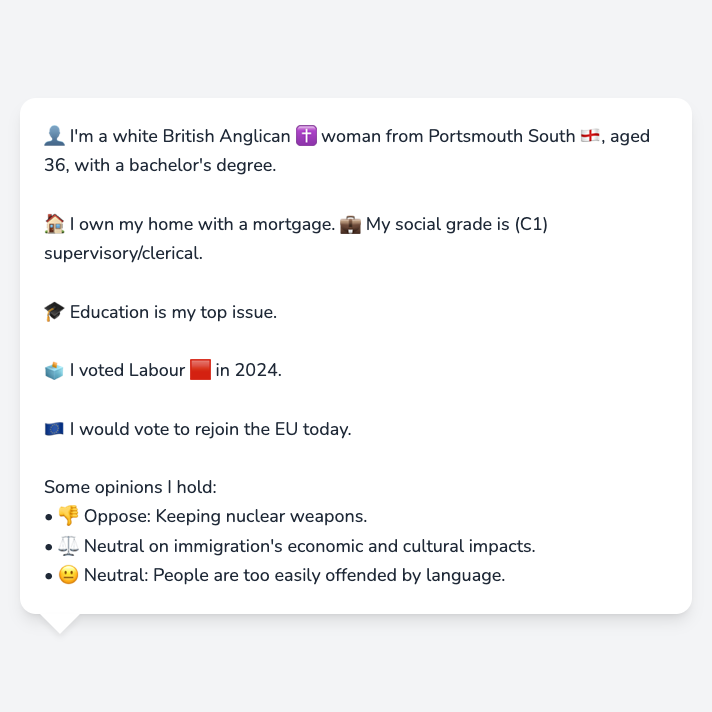 👤 I'm a white British Anglican ✝️ woman from Portsmouth South 🏴󠁧󠁢󠁥󠁮󠁧󠁿, aged
36, with a bachelor's degree.
🏠 I own my home with a mortgage. 💼 My social grade is (C1)
supervisory/clerical.
🎓 Education is my top issue.
🗳️ I voted Labour 🟥 in 2024.
🇪🇺 I would vote to rejoin the EU today.
Some opinions I hold:
• 👎 Oppose: Keeping nuclear weapons.
• ⚖️ Neutral on immigration's economic and cultural impacts.
• 😐 Neutral: People are too easily offended by language.